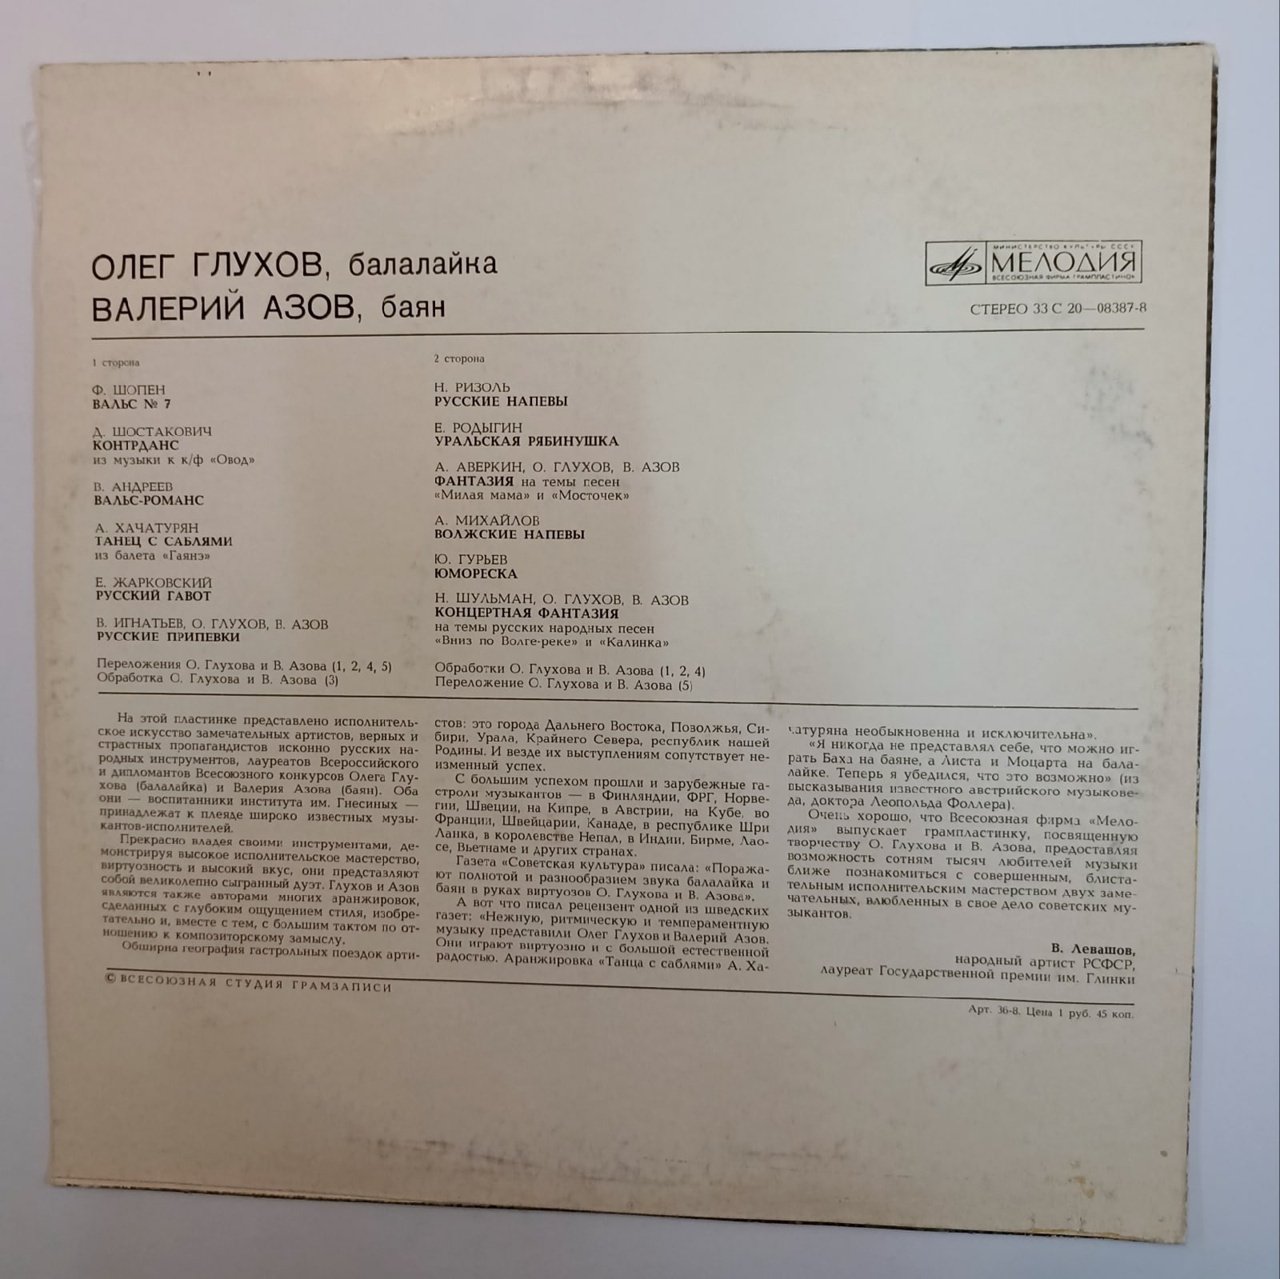 ОЛЕГ ГЛУХОВ, балалайка
ВАЛЕРИЙ АЗОВ, баян
МИНИСТЕРСТВО КУЛЬТУРЫ СССР
МЕЛОДИЯ
ВСЕСОЮЗНАЯ ФИРМА ГРАМПЛАСТИНОК
СТЕРЕО 33 С 20—08387-8
1 сторона
Ф. ШОПЕН
ВАЛЬС № 7
Д. ШОСТАКОВИЧ
КОНТРДАНС
из музыки к к/ф «Овод»
В. АНДРЕЕВ
ВАЛЬС-РОМАНС
А. ХАЧАТУРЯН
ТАНЕЦ С САБЛЯМИ
из балета «Гаянэ»
Е. ЖАРКОВСКИЙ
РУССКИЙ ГАВОТ
В. ИГНАТЬЕВ, О. ГЛУХОВ, В. АЗОВ
РУССКИЕ ПРИПЕВКИ
Переложения О. Глухова и В. Азова (1, 2, 4, 5)
Обработка О. Глухова и В. Азова (3)
2 сторона
Н. РИЗОЛЬ
РУССКИЕ НАПЕВЫ
Е. РОДЫГИН
УРАЛЬСКАЯ РЯБИНУШКА
А. АВЕРКИН, О. ГЛУХОВ, В. АЗОВ
ФАНТАЗИЯ на темы песен
«Милая мама» и «Мосточек»
А. МИХАЙЛОВ
ВОЛЖСКИЕ НАПЕВЫ
Ю. ГУРЬЕВ
ЮМОРЕСКА
Н. ШУЛЬМАН, О. ГЛУХОВ, В. АЗОВ
КОНЦЕРТНАЯ ФАНТАЗИЯ
на темы русских народных песен
«Вниз по Волге-реке» и «Калинка»
Обработки О. Глухова и В. Азова (1, 2, 4)
Переложение О. Глухова и В. Азова (5)
На этой пластинке представлено исполнитель-
ское искусство замечательных артистов, верных и
страстных пропагандистов исконно русских на-
родных инструментов, лауреатов Всероссийского
и дипломантов Всесоюзного конкурсов Олега Глу-
хова (балалайка) и Валерия Азова (баян). Оба
они — воспитанники института им. Гнесиных —
принадлежат к плеяде широко известных музы-
кантов-исполнителей.
Прекрасно владея своими инструментами, де-
монстрируя высокое исполнительское мастерство,
виртуозность и высокий вкус, они представляют
собой великолепно сыгранный дуэт. Глухов и Азов
являются также авторами многих аранжировок,
сделанных с глубоким ощущением стиля, изобре-
тательно и, вместе с тем, с большим тактом по от-
ношению к композиторскому замыслу.
Обширна география гастрольных поездок арти-
стов: это города Дальнего Востока, Поволжья, Си-
бири, Урала, Крайнего Севера, республик нашей
Родины. И везде их выступлениям сопутствует не-
изменный успех.
С большим успехом прошли и зарубежные га-
строли музыкантов — в Финляндии, ФРГ, Норве-
гии, Швеции, на Кипре, в Австрии, на Кубе, во
Франции, Швейцарии, Канаде, в республике Шри
Ланка, в королевстве Непал, в Индии, Бирме, Лао-
се, Вьетнаме и других странах.
Газета «Советская культура» писала: «Поража-
ют полнотой и разнообразием звука балалайка и
баян в руках виртуозов О. Глухова и В. Азова».
А вот что писал рецензент одной из шведских
газет: «Нежную, ритмическую и темпераментную
музыку представили Олег Глухов и Валерий Азов.
Они играют виртуозно и с большой естественной
радостью. Аранжировка «Танца с саблями» А. Ха-
чатуряна необыкновенна и исключительна».
«Я никогда не представлял себе, что можно иг-
рать Баха на баяне, а Листа и Моцарта на бала-
лайке. Теперь я убедился, что это возможно» (из
высказывания известного австрийского музыкове-
да, доктора Леопольда Фоллера).
Очень хорошо, что Всесоюзная фирма «Мело-
дия» выпускает грампластинку, посвященную
творчеству О. Глухова и В. Азова, предоставляя
возможность сотням тысяч любителей музыки
ближе познакомиться с совершенным, блиста-
тельным исполнительским мастерством двух заме-
чательных, влюбленных в свое дело советских му-
зыкантов.
В. Левашов,
народный артист РСФСР,
лауреат Государственной премии им. Глинки
© ВСЕСОЮЗНАЯ СТУДИЯ ГРАМЗАПИСИ
Арт. 36-8. Цена 1 руб. 45 коп.